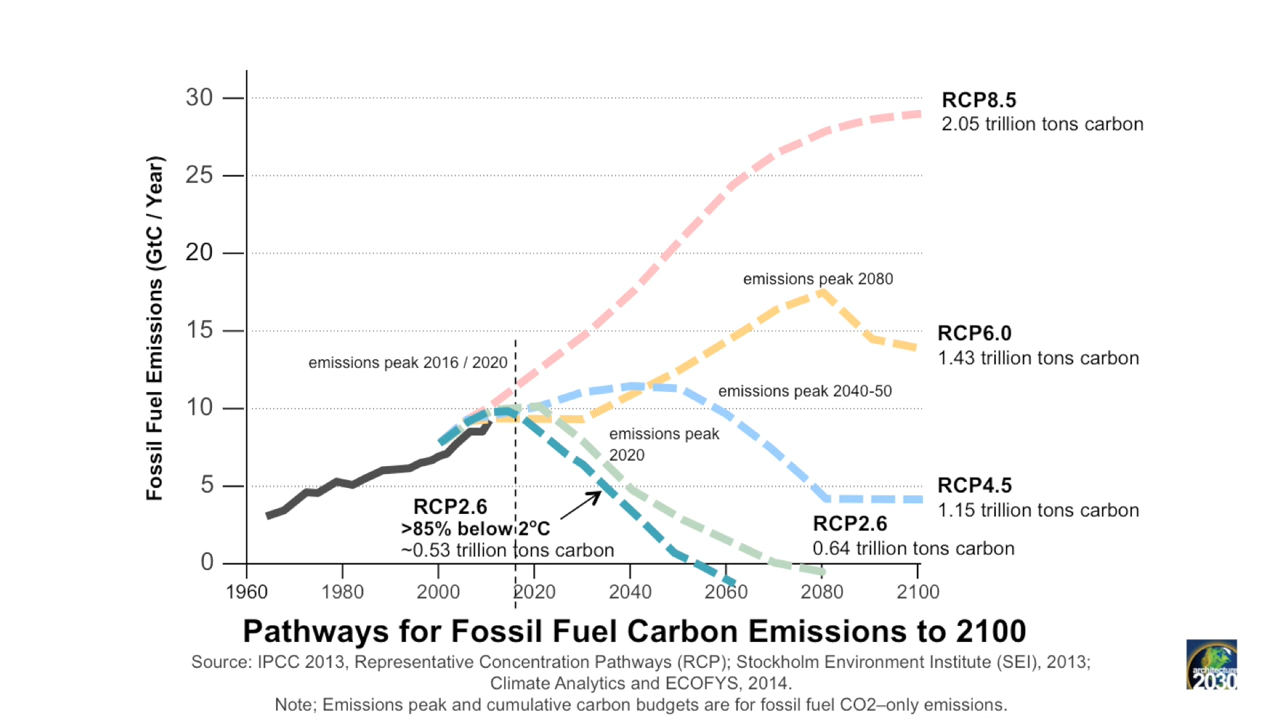 30
25
20
15
10
5
0
Fossil Fuel Emissions (GtC / Year)
RCP8.5
2.05 trillion tons carbon
emissions peak 2080
RCP6.0
1.43 trillion tons carbon
emissions peak 2016 / 2020
emissions peak 2040-50
emissions peak
2020
RCP4.5
1.15 trillion tons carbon
RCP2.6
>85% below 2°C
~0.53 trillion tons carbon
RCP2.6
0.64 trillion tons carbon
1960 1980 2000 2020 2040 2060 2080 2100
Pathways for Fossil Fuel Carbon Emissions to 2100
Source: IPCC 2013, Representative Concentration Pathways (RCP); Stockholm Environment Institute (SEI), 2013;
Climate Analytics and ECOFYS, 2014.
Note; Emissions peak and cumulative carbon budgets are for fossil fuel CO2–only emissions.
architecture
2030